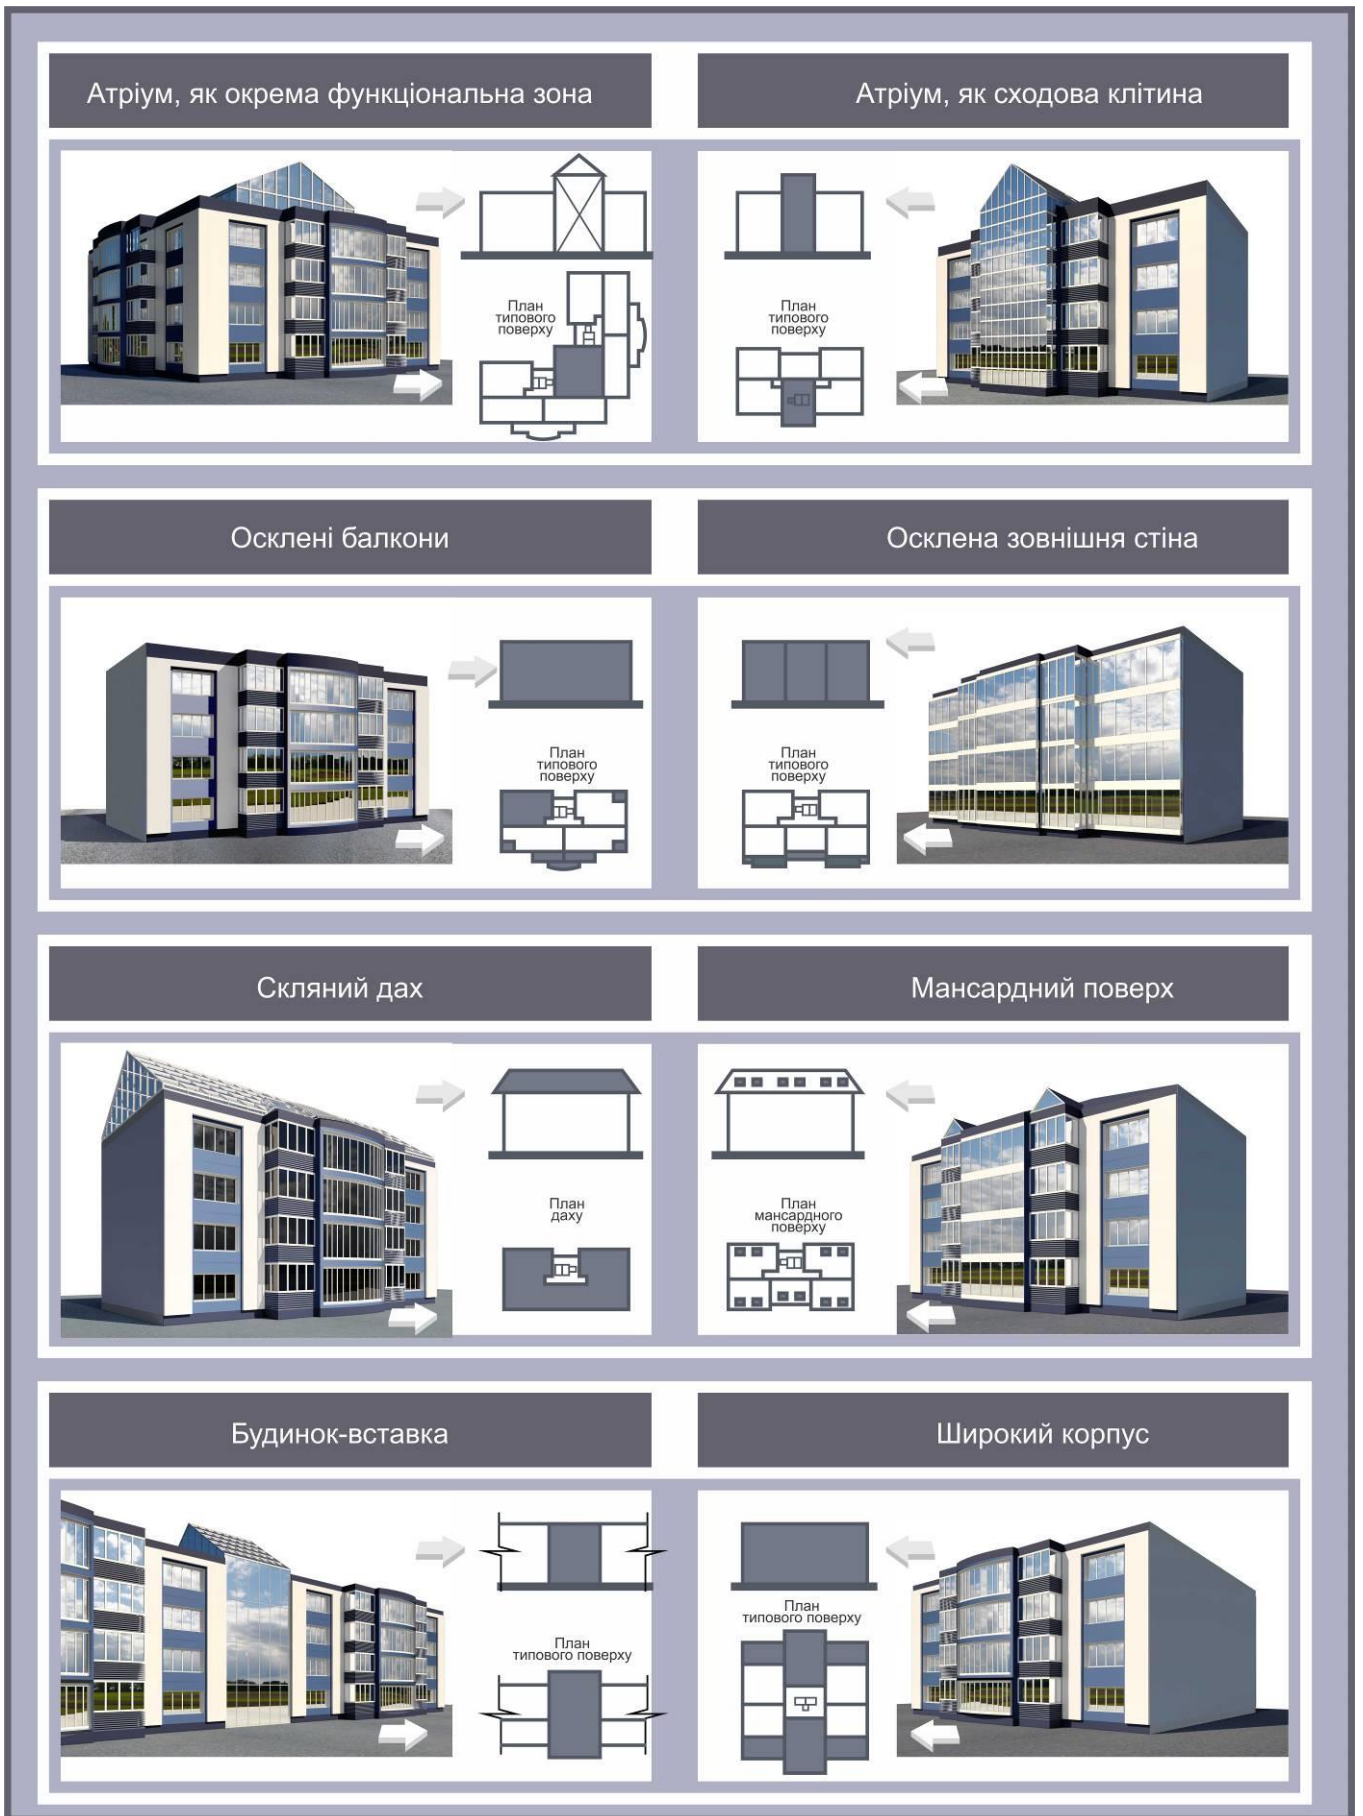 Атріум, як окрема функціональна зона
Атріум, як сходова клітина
План
типового
поверху
План
типового
поверху
Осклені балкони
Осклена зовнішня стіна
План
типового
поверху
План
типового
поверху
Скляний дах
Мансардний поверх
План
даху
План
мансардного
поверху
Будинок-вставка
Широкий корпус
План
типового поверху
План
типового поверху